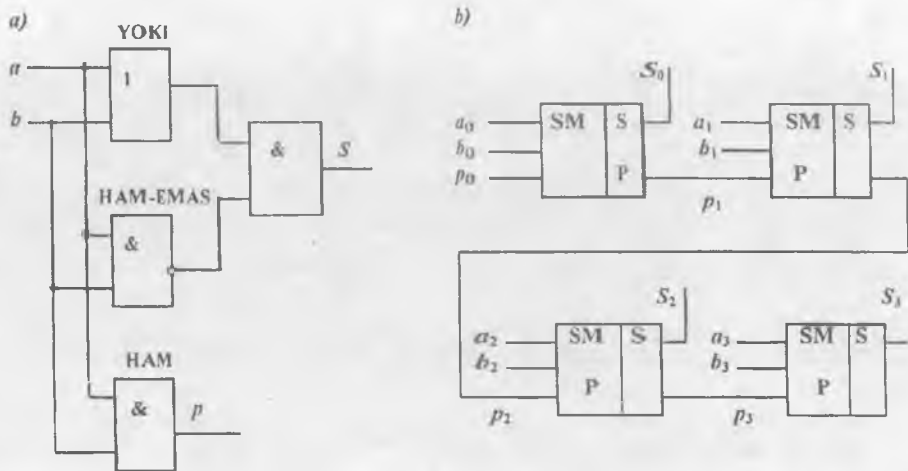 a)
YOKI
a
1
b
&
S
HAM-EMAS
&
HAM
&
p
b)
S₀
S₁
a₀
SM
S
a₁
SM
S
b₀
b₁
p₀
P
P
p₁
S₂
S₃
a₂
SM
S
a₃
SM
S
b₂
b₃
P
P
p₂
p₃